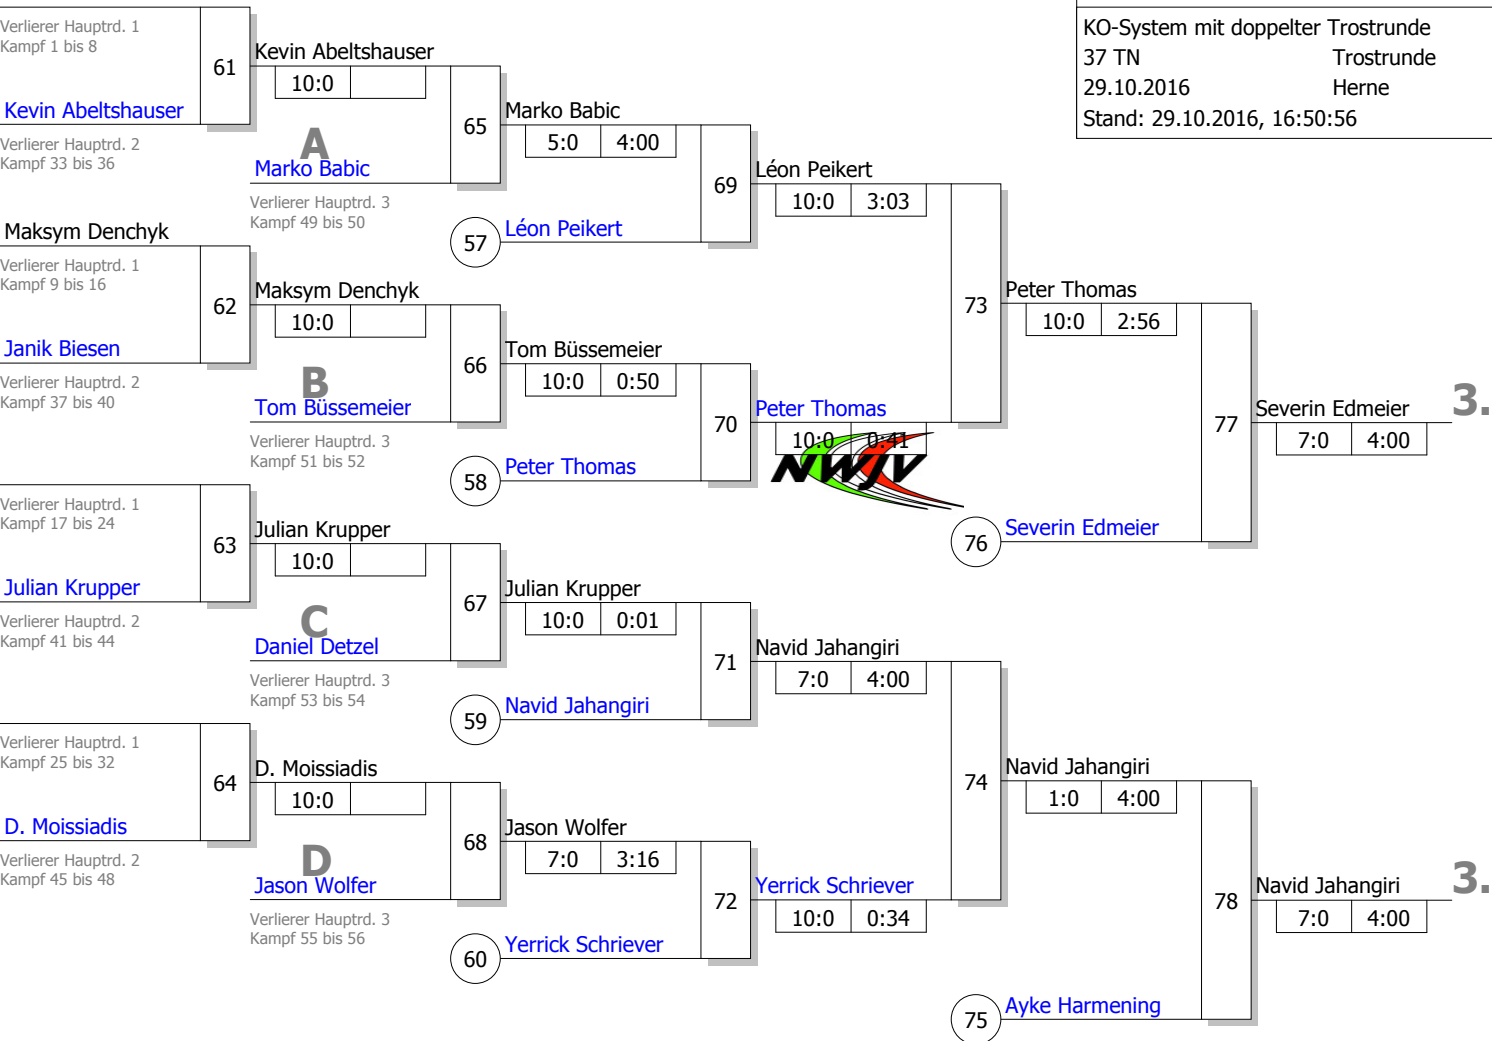 KO-System mit doppelter Trostrunde
37 TN Trostrunde
29.10.2016 Herne
Stand: 29.10.2016, 16:50:56
Verlierer Hauptrd. 1
Kampf 1 bis 8
61
Kevin Abeltshauser
Verlierer Hauptrd. 2
Kampf 33 bis 36
Maksym Denchyk
Verlierer Hauptrd. 1
Kampf 9 bis 16
62
Janik Biesen
Verlierer Hauptrd. 2
Kampf 37 bis 40
Verlierer Hauptrd. 1
Kampf 17 bis 24
63
Julian Krupper
Verlierer Hauptrd. 2
Kampf 41 bis 44
Verlierer Hauptrd. 1
Kampf 25 bis 32
64
D. Moissiadis
Verlierer Hauptrd. 2
Kampf 45 bis 48
Kevin Abeltshauser
10:0
A
65
Marko Babic
Verlierer Hauptrd. 3
Kampf 49 bis 50
Maksym Denchyk
10:0
B
66
Tom Büssemeier
Verlierer Hauptrd. 3
Kampf 51 bis 52
Julian Krupper
10:0
C
67
Daniel Detzel
Verlierer Hauptrd. 3
Kampf 53 bis 54
D. Moissiadis
10:0
D
68
Jason Wolfer
Verlierer Hauptrd. 3
Kampf 55 bis 56
Marko Babic
5:0 4:00
69
57 Léon Peikert
Tom Büssemeier
10:0 0:50
70
58 Peter Thomas
Julian Krupper
10:0 0:01
71
59 Navid Jahangiri
Jason Wolfer
7:0 3:16
72
60 Yerrick Schriever
Léon Peikert
10:0 3:03
73
Peter Thomas
10:0 0:41
NWJV
Navid Jahangiri
7:0 4:00
74
Yerrick Schriever
10:0 0:34
Peter Thomas
10:0 2:56
77
76 Severin Edmeier
Navid Jahangiri
1:0 4:00
78
75 Ayke Harmening
Severin Edmeier 3.
7:0 4:00
Navid Jahangiri 3.
7:0 4:00